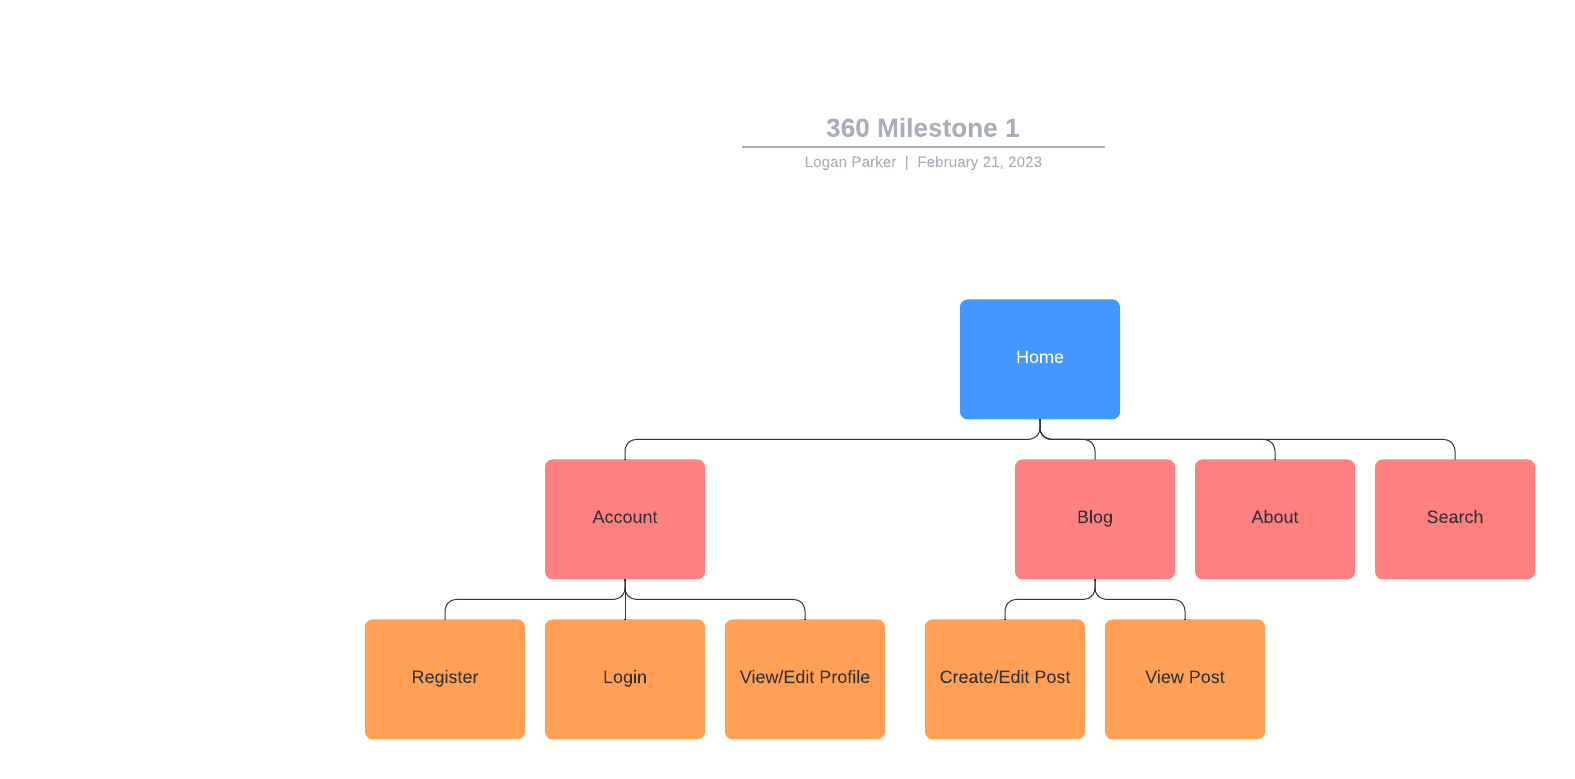 360 Milestone 1
Logan Parker | February 21, 2023
Home
Account
Blog
About
Search
Register
Login
View/Edit Profile
Create/Edit Post
View Post